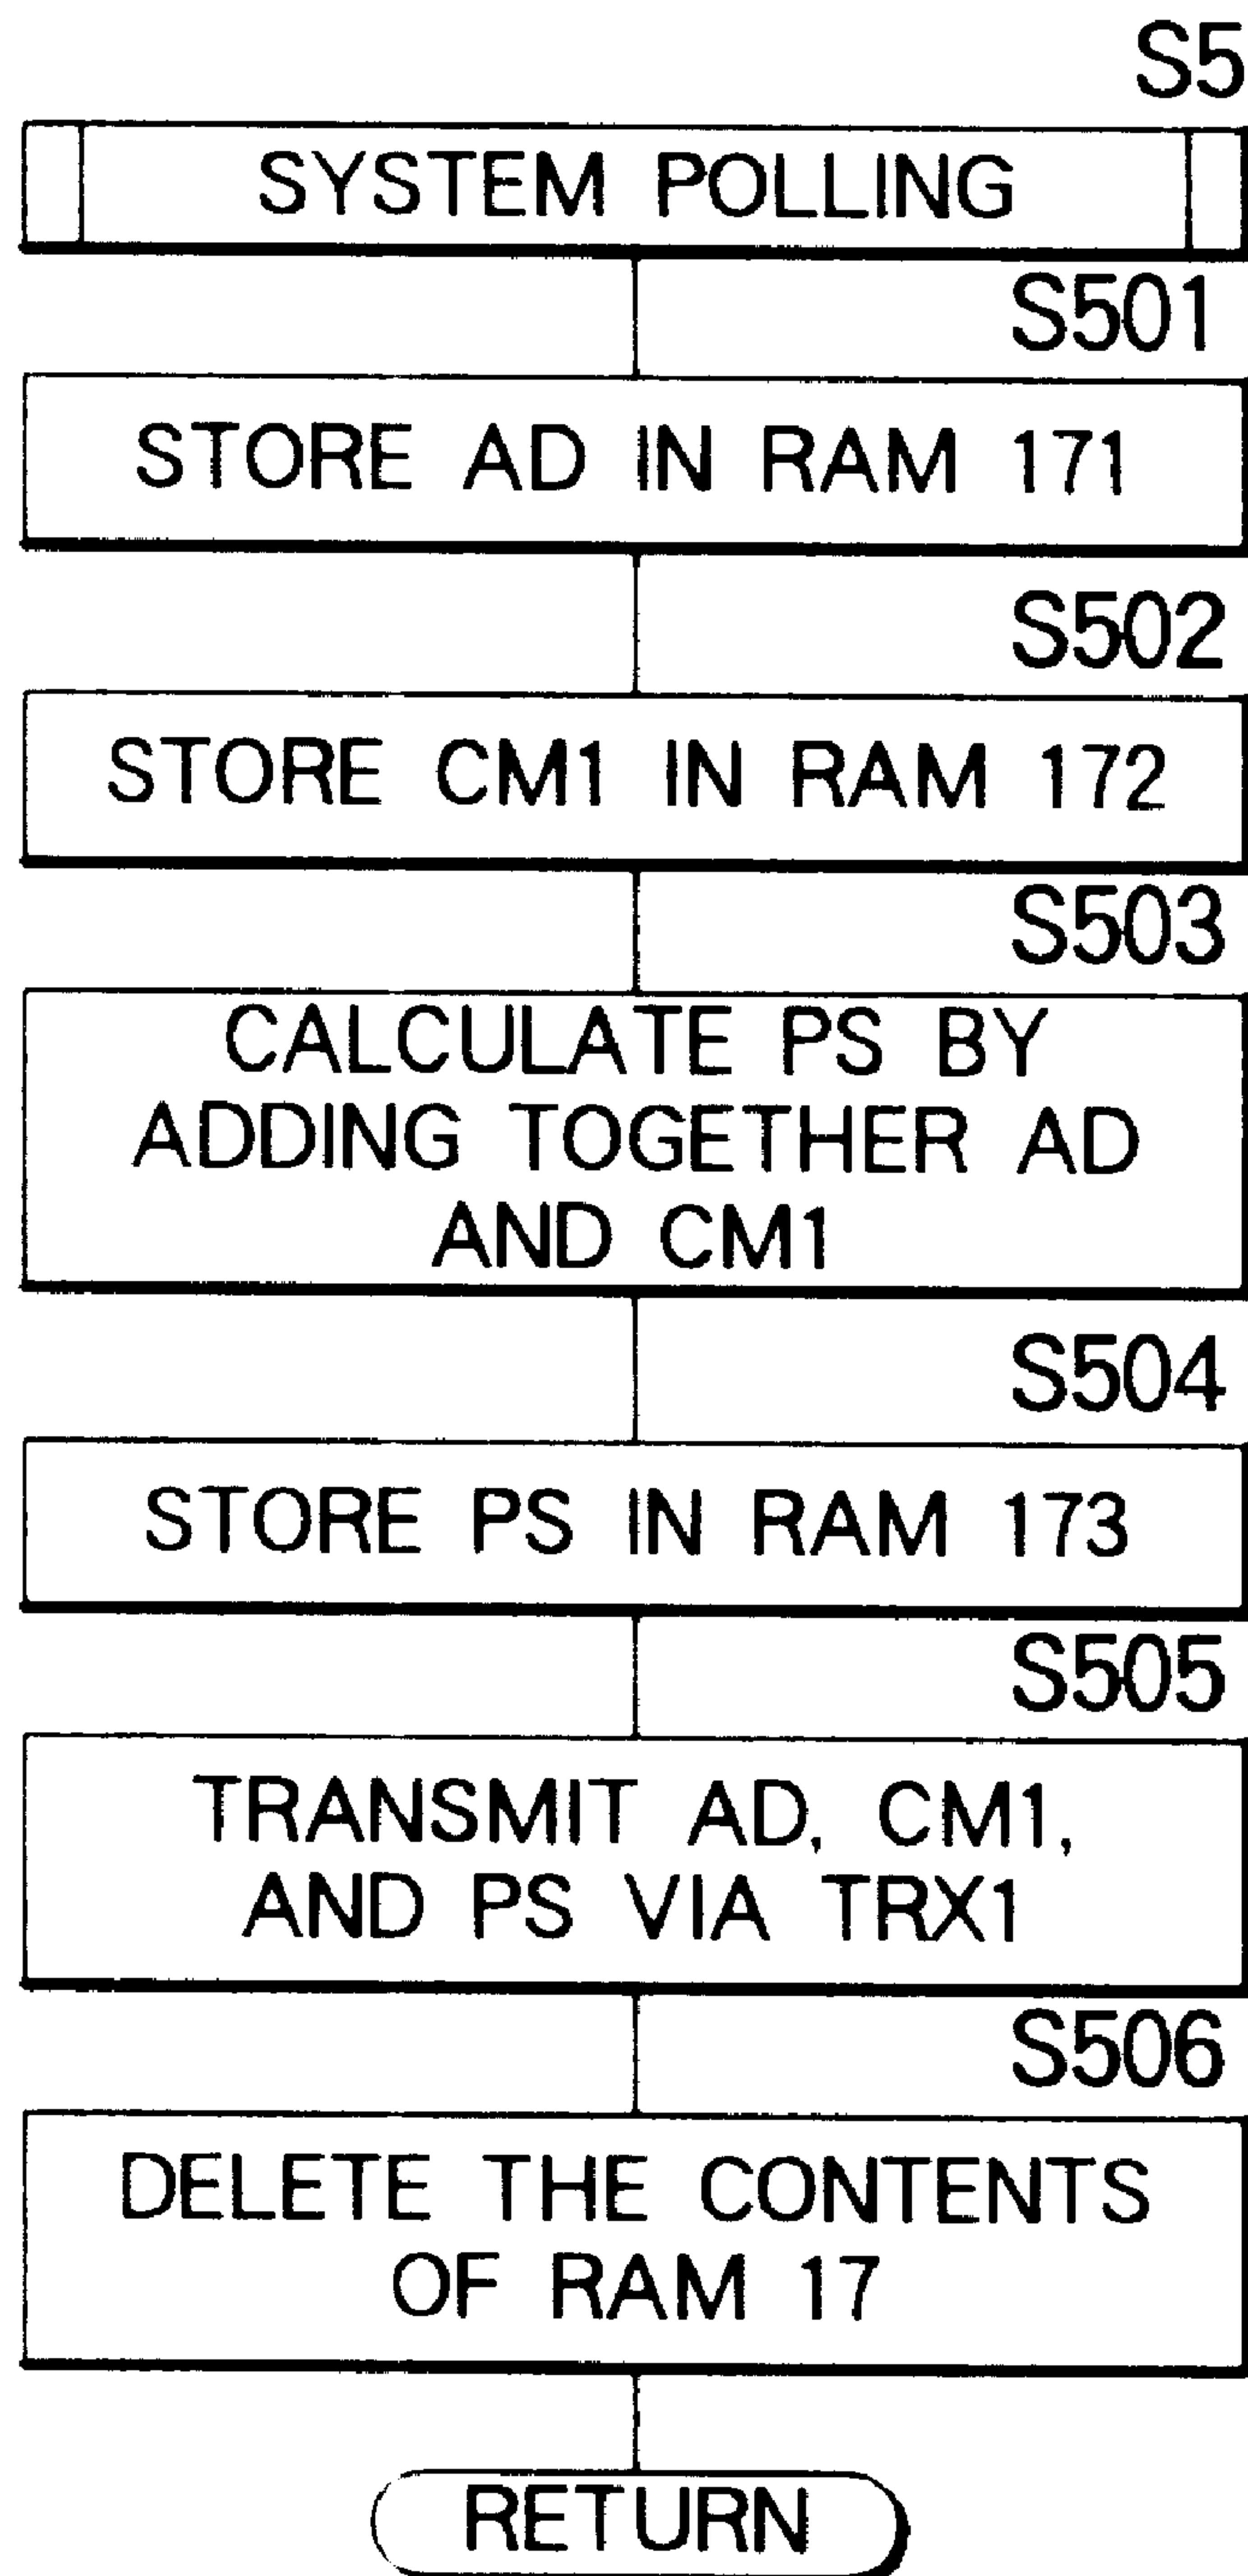 S5
SYSTEM POLLING
S501
STORE AD IN RAM 171
S502
STORE CM1 IN RAM 172
S503
CALCULATE PS BY
ADDING TOGETHER AD
AND CM1
S504
STORE PS IN RAM 173
S505
TRANSMIT AD, CM1,
AND PS VIA TRX1
S506
DELETE THE CONTENTS
OF RAM 17
RETURN